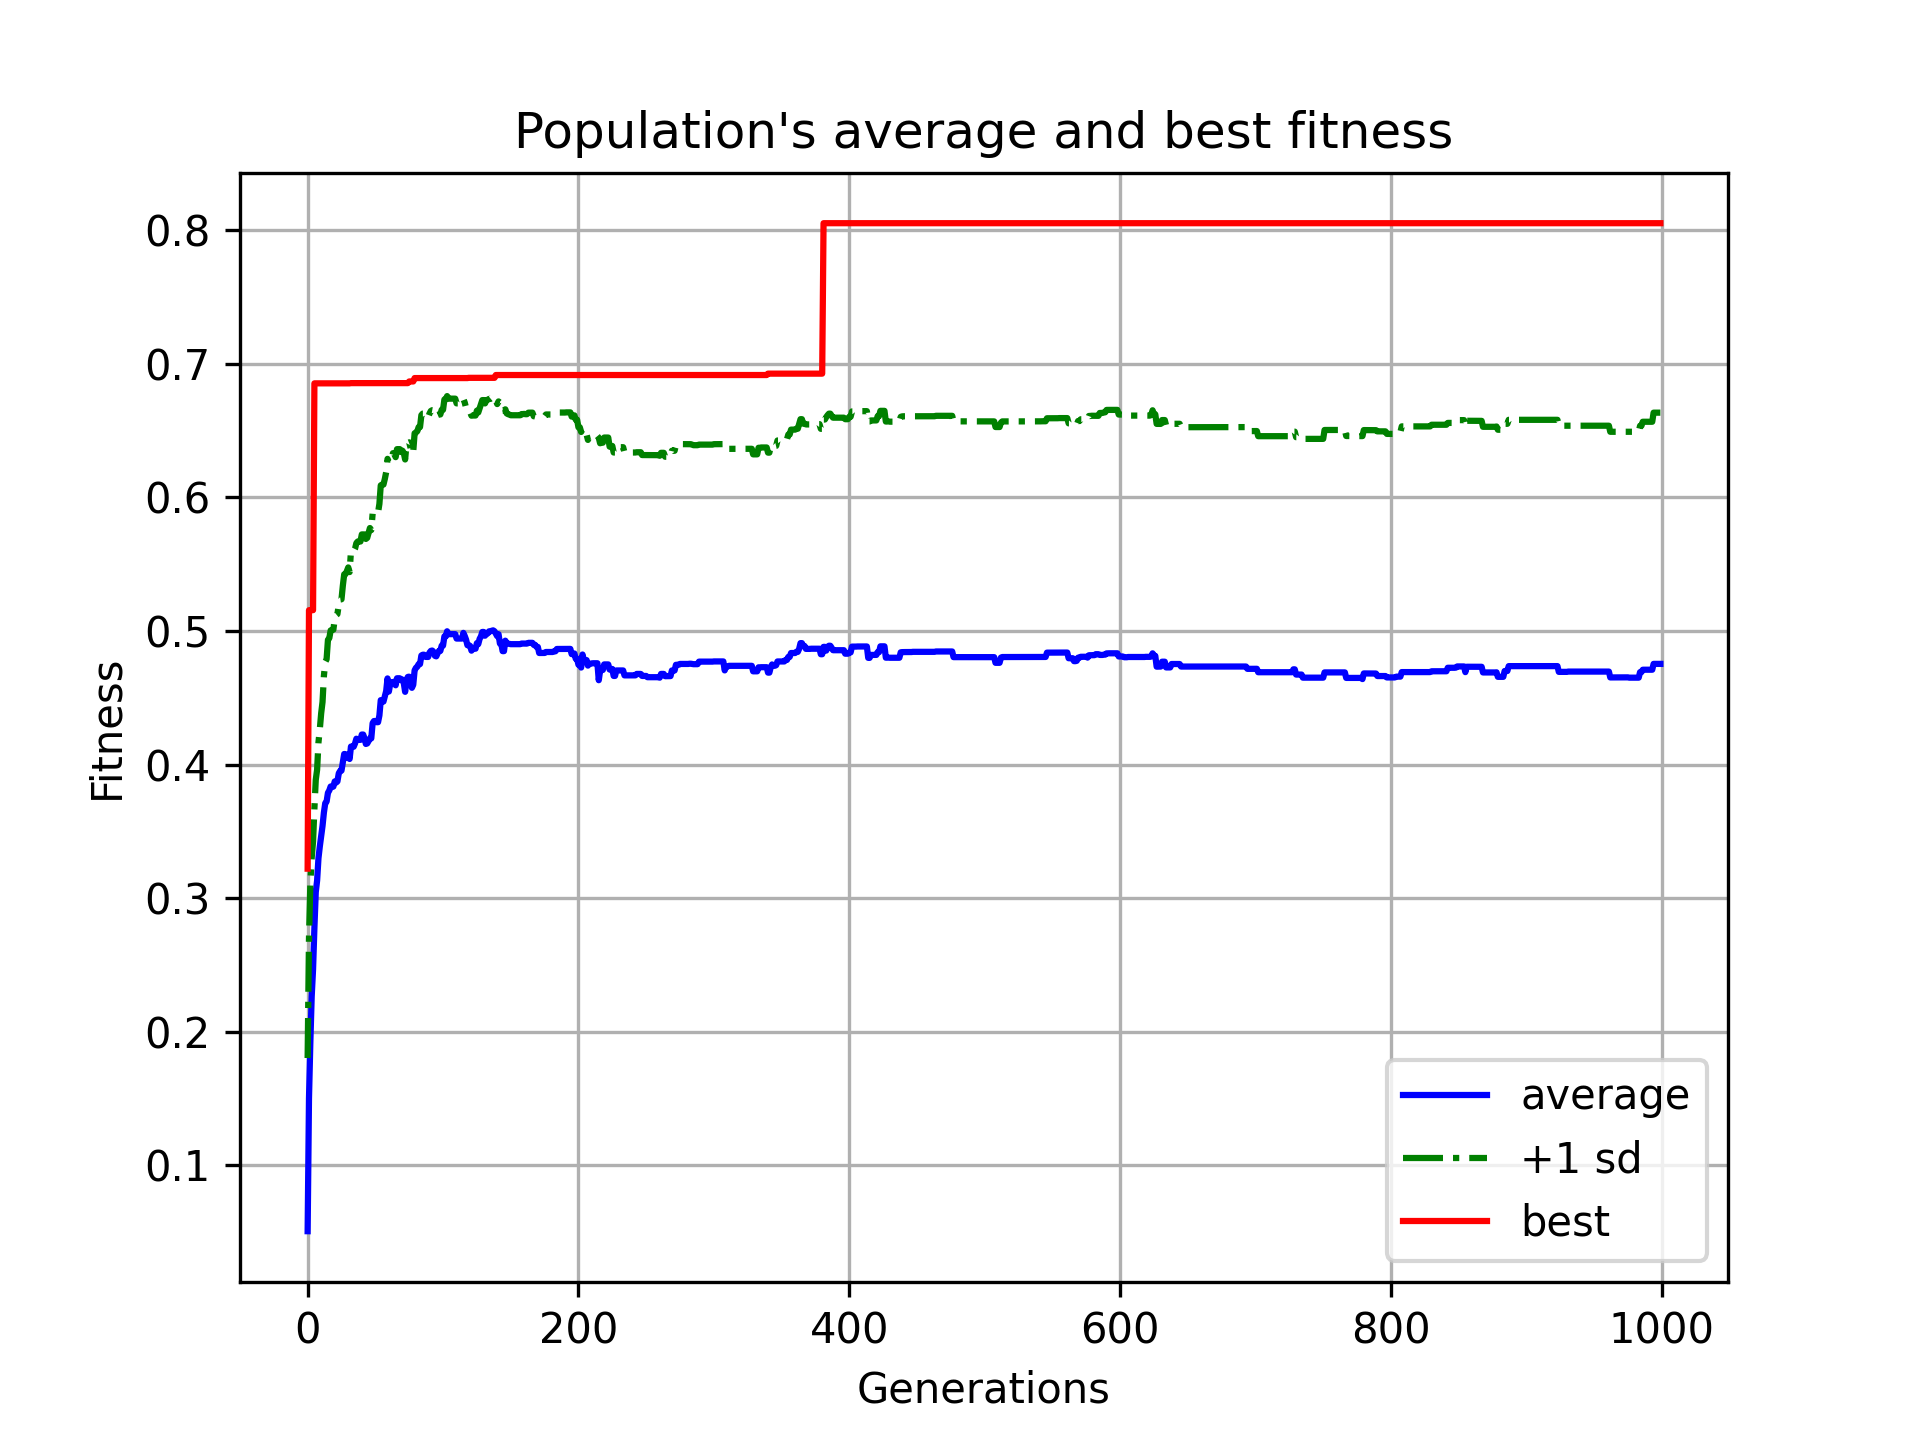 Population's average and best fitness
Fitness
0.8
0.7
0.6
0.5
0.4
0.3
0.2
0.1
average
+1 sd
best
0 200 400 600 800 1000
Generations